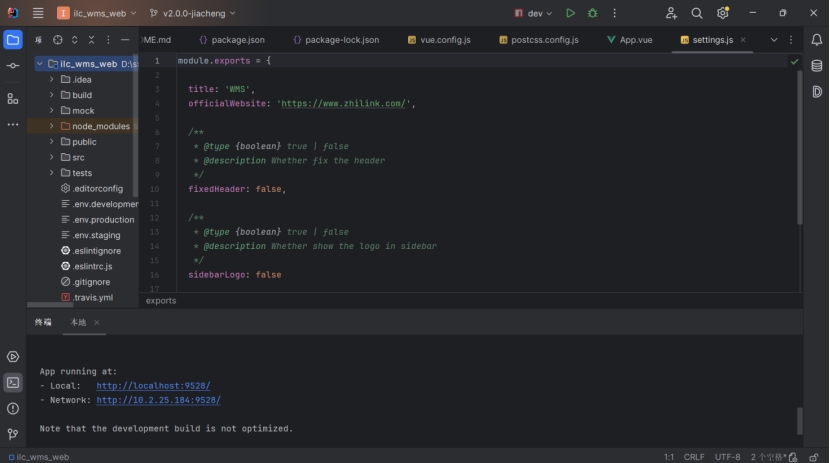 ilc_wms_web
v2.0.0-jiacheng
dev
项
ME.md
package.json
package-lock.json
vue.config.js
postcss.config.js
App.vue
settings.js
ilc_wms_web D:\s
.idea
build
mock
node_modules
public
src
tests
.editorconfig
.env.developmen
.env.production
.env.staging
.eslintignore
.eslintrc.js
.gitignore
.travis.yml
1 module.exports = {
2
3 title: 'WMS',
4 officialWebsite: 'https://www.zhilink.com/',
5
6 /**
7 * @type {boolean} true | false
8 * @description Whether fix the header
9 */
10 fixedHeader: false,
11
12 /**
13 * @type {boolean} true | false
14 * @description Whether show the logo in sidebar
15 */
16 sidebarLogo: false
17
exports
终端
本地
App running at:
- Local: http://localhost:9528/
- Network: http://10.2.25.184:9528/
Note that the development build is not optimized.
ilc_wms_web
1:1 CRLF UTF-8 2 个空格*